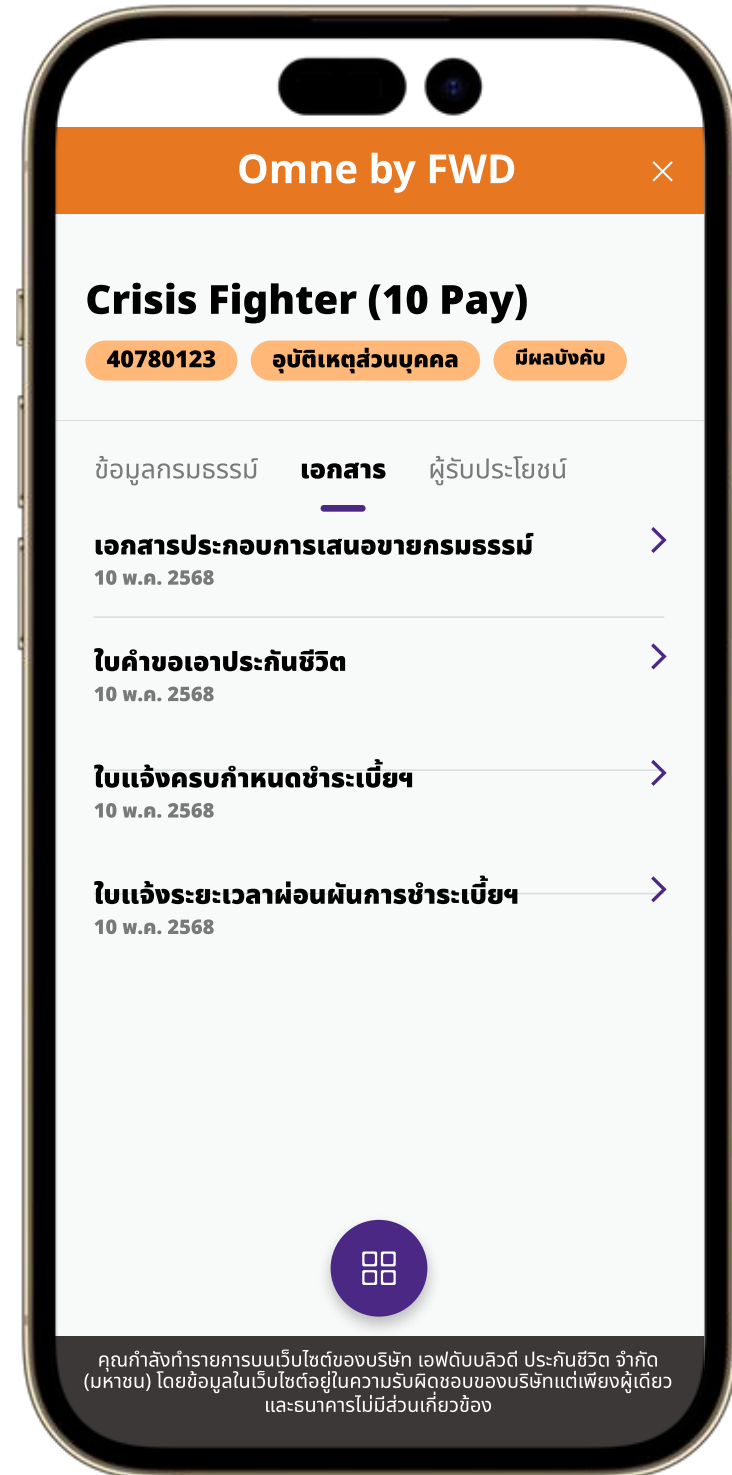 Omne by FWD
Crisis Fighter (10 Pay)
40780123 อุบัติเหตุส่วนบุคคล มีผลบังคับ
ข้อมูลกรมธรรม์ เอกสาร ผู้รับประโยชน์
เอกสารประกอบการเสนอขายกรมธรรม์
10 พ.ค. 2568
ใบคำขอเอาประกันชีวิต
10 พ.ค. 2568
ใบแจ้งครบกำหนดชำระเบี้ยฯ
10 พ.ค. 2568
ใบแจ้งระยะเวลาผ่อนผันการชำระเบี้ยฯ
10 พ.ค. 2568
คุณกำลังทำรายการบนเว็บไซต์ของบริษัท เอฟดับบลิวดี ประกันชีวิต จำกัด
(มหาชน) โดยข้อมูลในเว็บไซต์อยู่ในความรับผิดชอบของบริษัทแต่เพียงผู้เดียว
และธนาคารไม่มีส่วนเกี่ยวข้อง